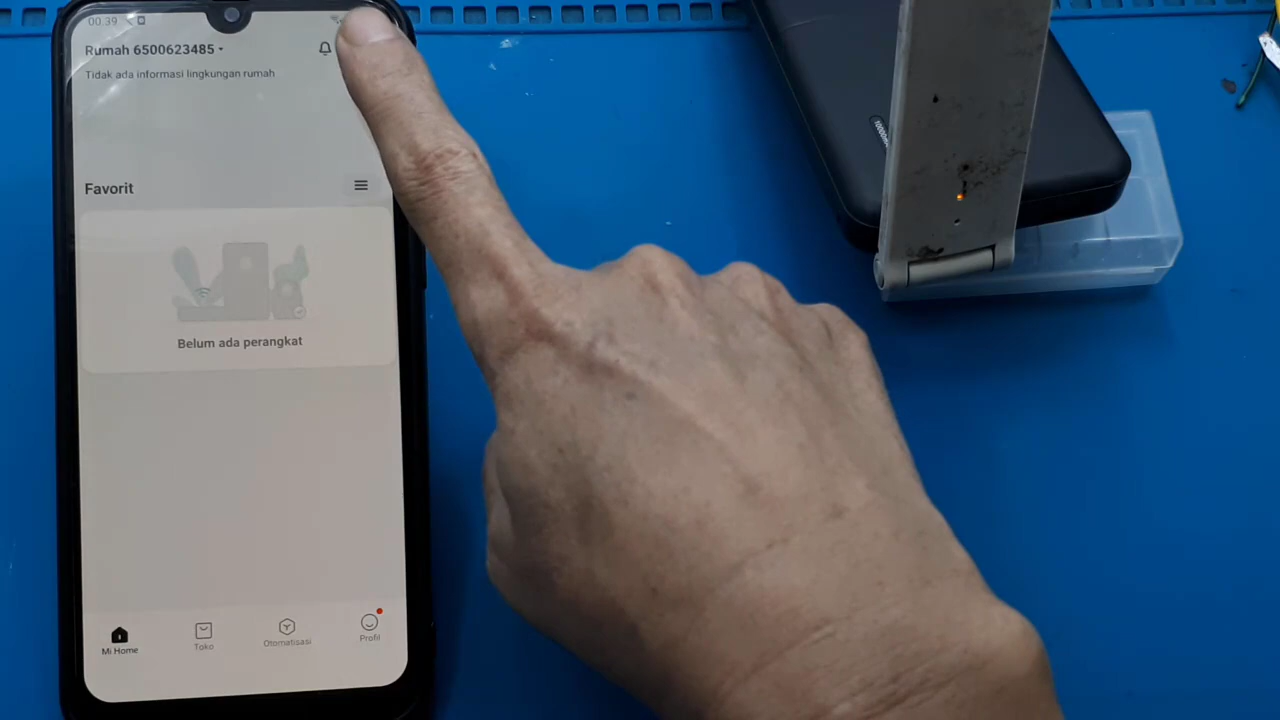 00.39
Rumah 6500623485
Tidak ada informasi lingkungan rumah
Favorit
Belum ada perangkat
Mi Home
Toko
Otomatisasi
Profil